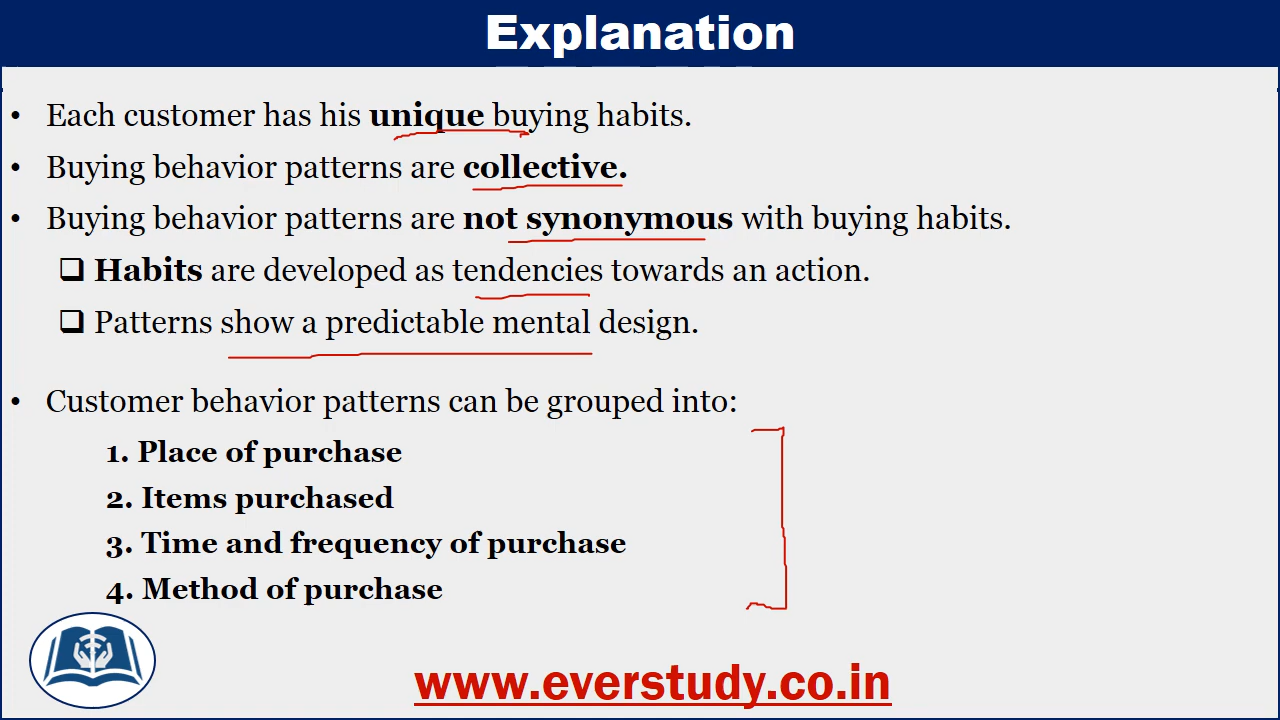 Explanation
• Each customer has his unique buying habits.
• Buying behavior patterns are collective.
• Buying behavior patterns are not synonymous with buying habits.
❑ Habits are developed as tendencies towards an action.
❑ Patterns show a predictable mental design.
• Customer behavior patterns can be grouped into:
1. Place of purchase
2. Items purchased
3. Time and frequency of purchase
4. Method of purchase
www.everstudy.co.in